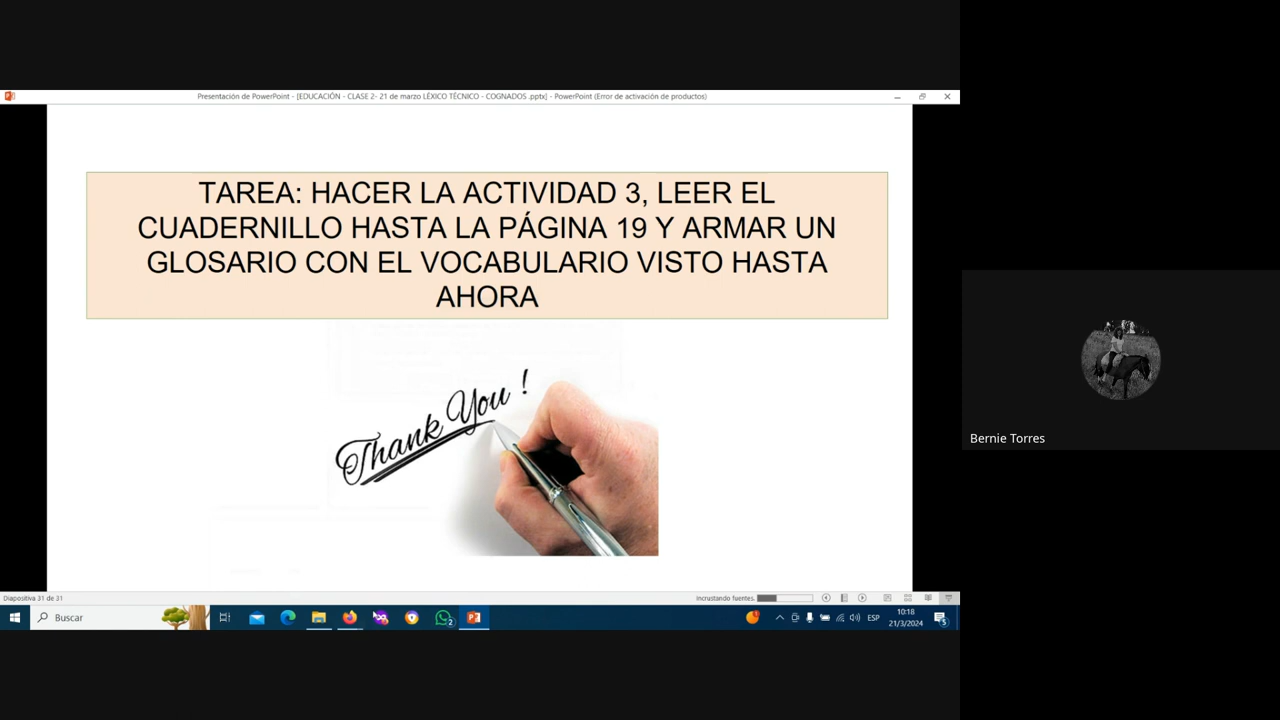 Presentación de PowerPoint - [EDUCACIÓN - CLASE 2- 21 de marzo LÉXICO TÉCNICO - COGNADOS .pptx] - PowerPoint (Error de activación de productos)
TAREA: HACER LA ACTIVIDAD 3, LEER EL
CUADERNILLO HASTA LA PÁGINA 19 Y ARMAR UN
GLOSARIO CON EL VOCABULARIO VISTO HASTA
AHORA
Thank You !
Bernie Torres
Diapositiva 31 de 31
Incrustando fuentes.
Buscar
2
ESP
10:18
21/3/2024
5